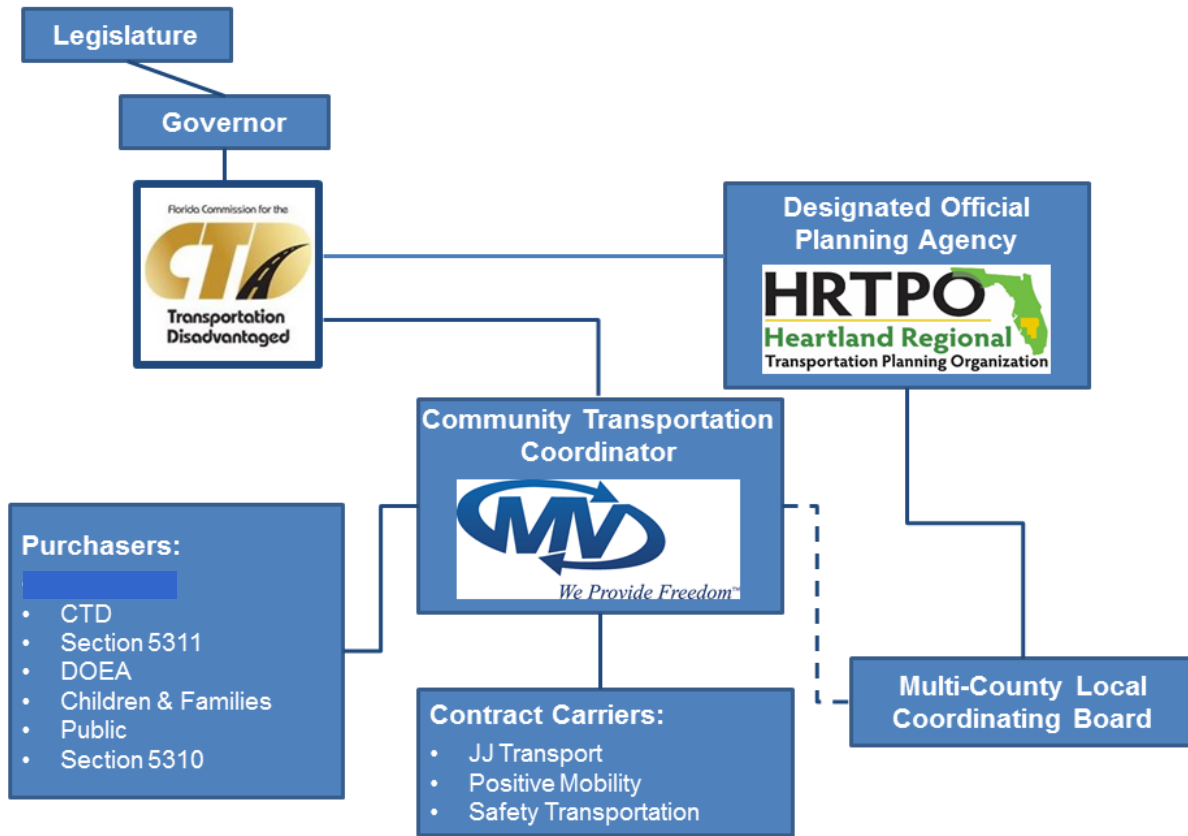 Legislature
Governor
Florida Commission for the
CTD
Transportation
Disadvantaged
Designated Official
Planning Agency
HRTPO
Heartland Regional
Transportation Planning Organization
Community Transportation
Coordinator
MV
We Provide Freedom™
Purchasers:
• CTD
• Section 5311
• DOEA
• Children & Families
• Public
• Section 5310
Contract Carriers:
• JJ Transport
• Positive Mobility
• Safety Transportation
Multi-County Local
Coordinating Board